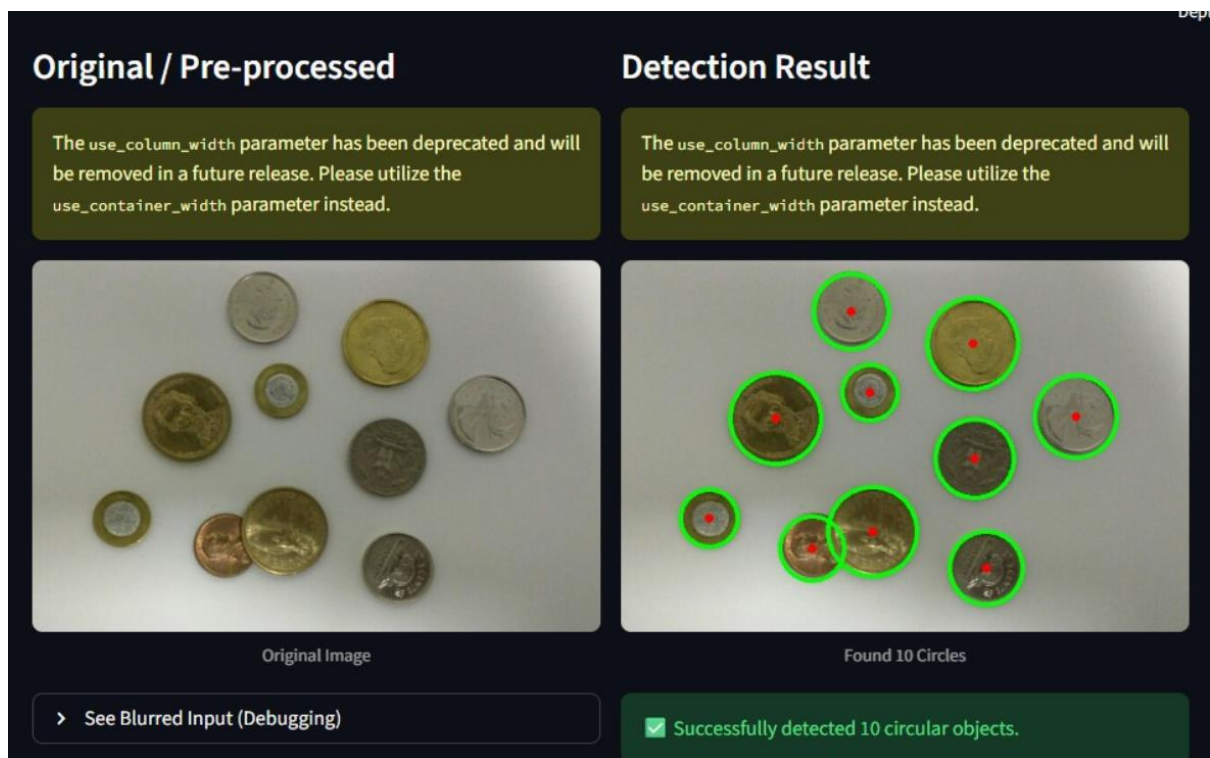 Original / Pre-processed
The use_column_width parameter has been deprecated and will
be removed in a future release. Please utilize the
use_container_width parameter instead.
Original Image
See Blurred Input (Debugging)
Detection Result
The use_column_width parameter has been deprecated and will
be removed in a future release. Please utilize the
use_container_width parameter instead.
Found 10 Circles
Successfully detected 10 circular objects.